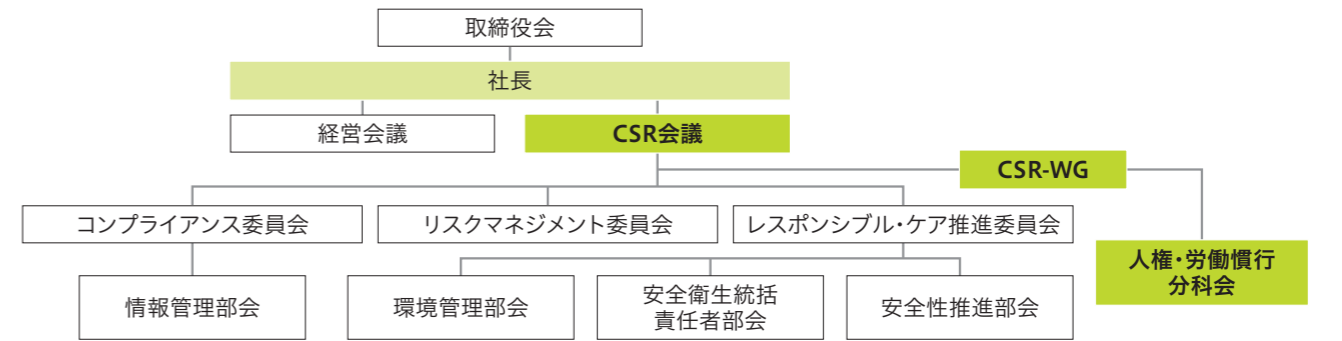 取締役会
社長
経営会議
CSR会議
CSR-WG
コンプライアンス委員会
リスクマネジメント委員会
レスポンシブル・ケア推進委員会
人権・労働慣行
分科会
情報管理部会
環境管理部会
安全衛生統括
責任者部会
安全性推進部会